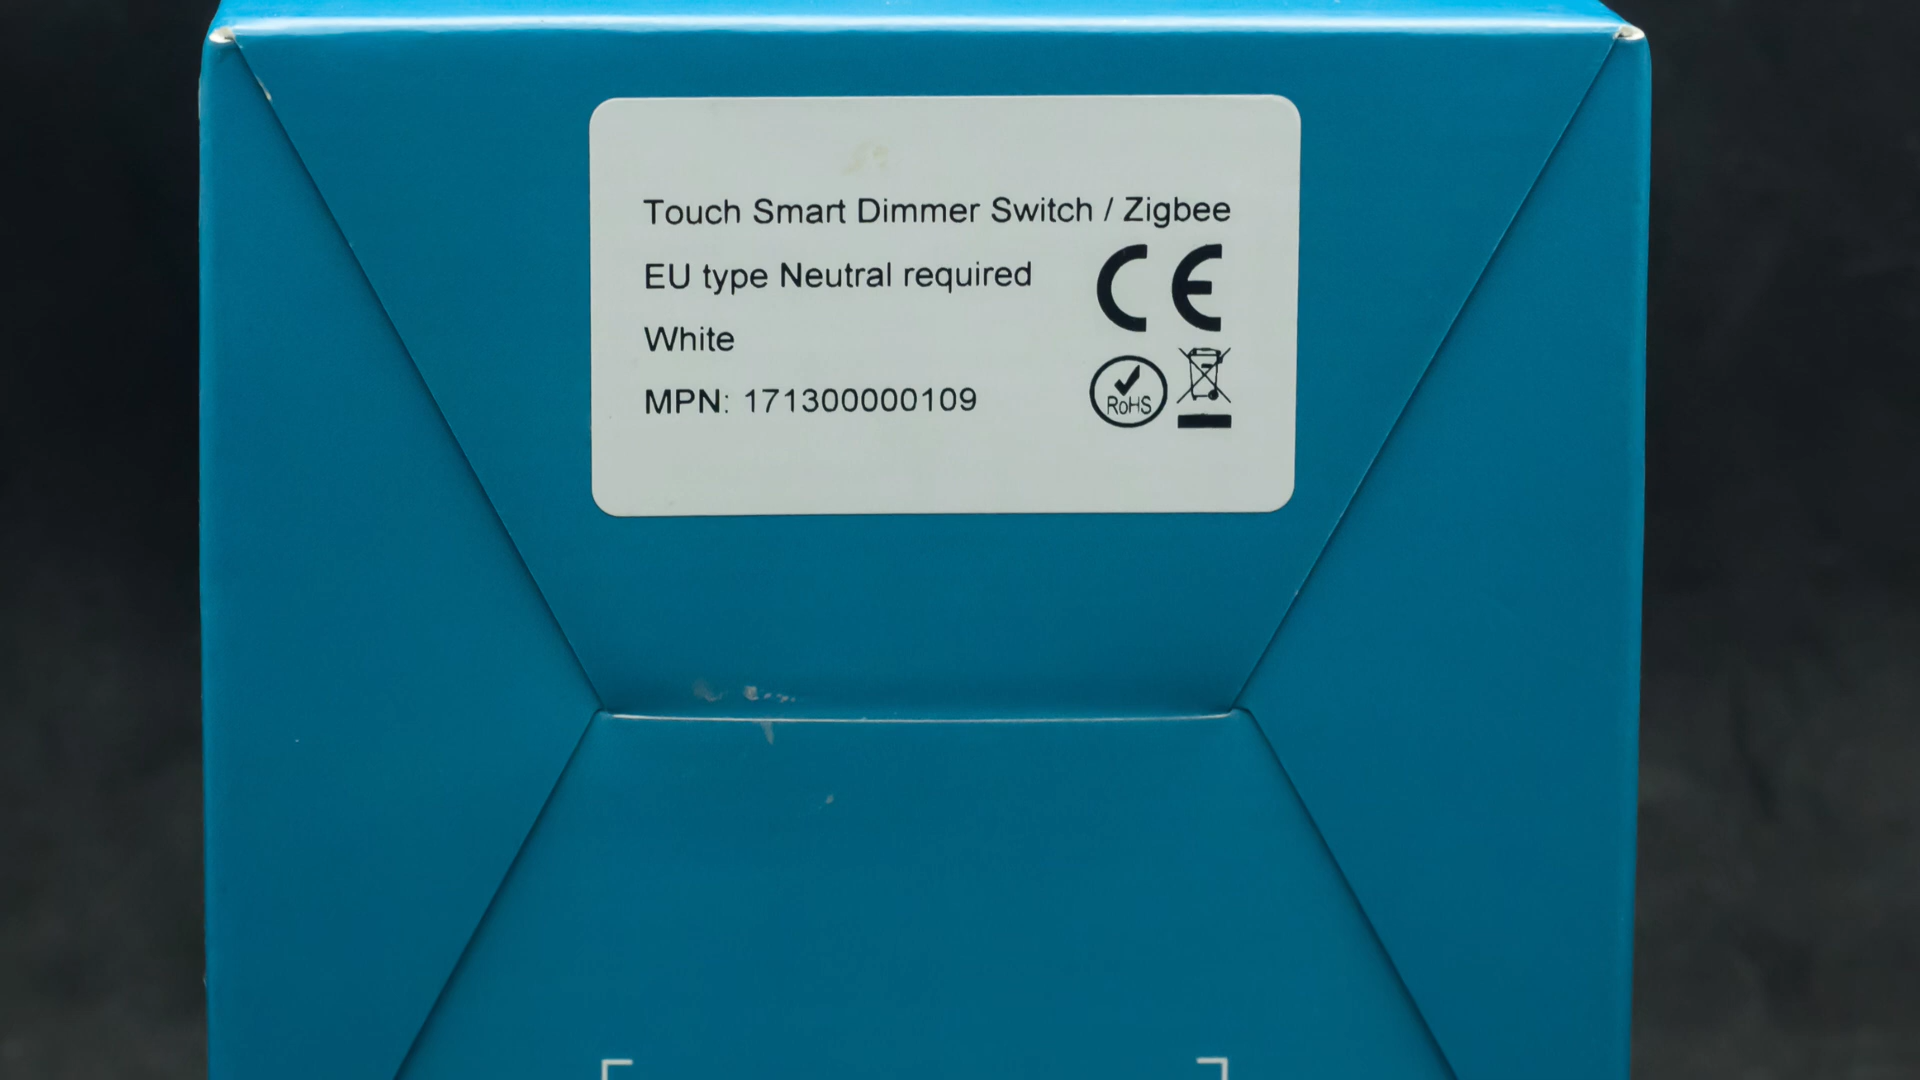 Touch Smart Dimmer Switch / Zigbee
EU type Neutral required
CE
White
MPN: 171300000109
RoHS